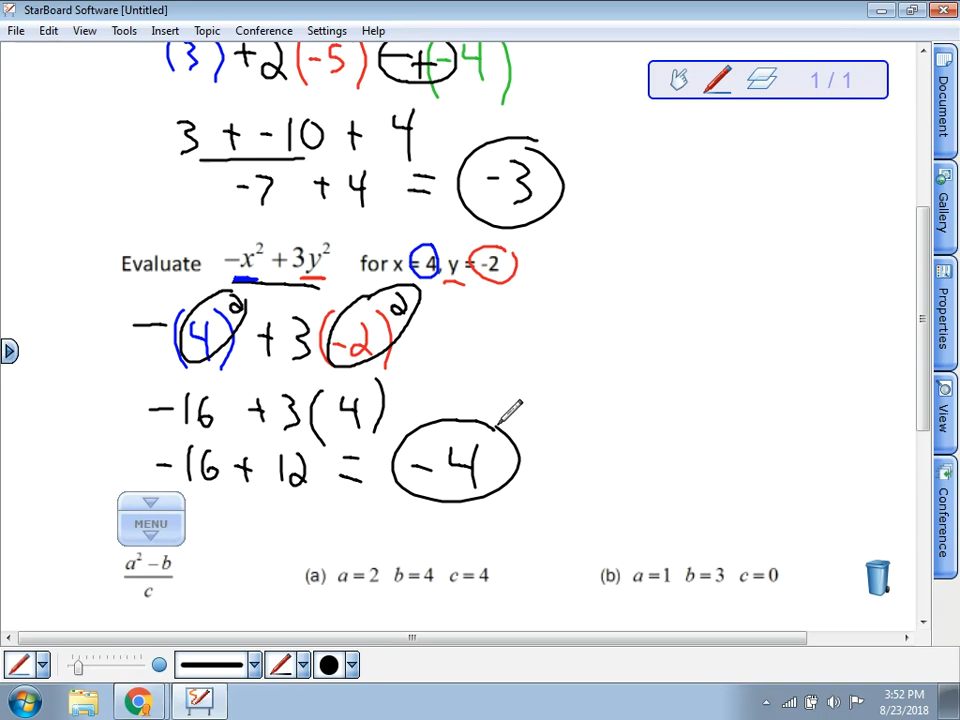 StarBoard Software [Untitled]
File Edit View Tools Insert Topic Conference Settings Help
(3) + 2 (-5) - + (-4)
1 / 1
3 + -10 + 4
-7 + 4 = -3
Evaluate -x² + 3y² for x = 4, y = -2
-(4)² + 3(-2)²
-16 + 3(4)
-16 + 12 = -4
MENU
a² - b
c
(a) a = 2 b = 4 c = 4 (b) a = 1 b = 3 c = 0
Document
Gallery
Properties
View
Conference
3:52 PM
8/23/2018